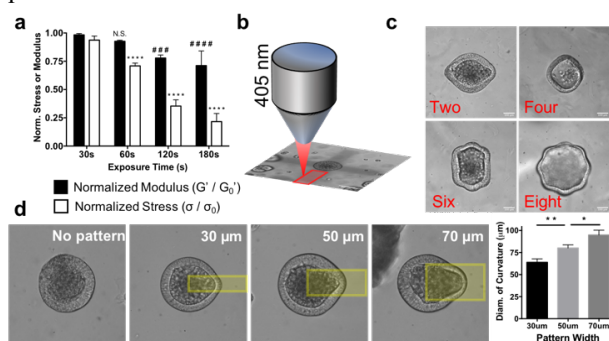 a
Norm. Stress or Modulus
1.00
0.75
0.50
0.25
0.00
N.S.
****
###
****
####
****
30s
60s
120s
180s
Exposure Time (s)
Normalized Modulus (G' / G₀')
Normalized Stress (σ / σ₀)
b
405 nm
c
Two
Four
Six
Eight
d
No pattern
30 μm
50 μm
70 μm
Diam. of Curvature (μm)
100
75
50
25
0
**
*
30um
50um
70um
Pattern Width